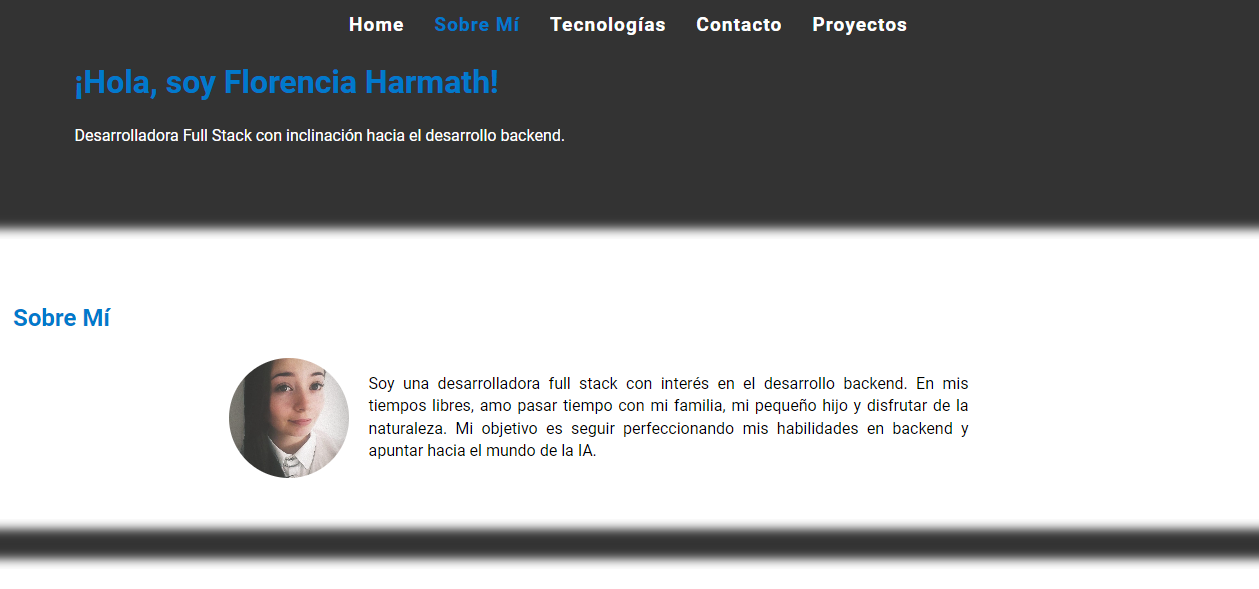 Home Sobre Mí Tecnologías Contacto Proyectos
¡Hola, soy Florencia Harmath!
Desarrolladora Full Stack con inclinación hacia el desarrollo backend.
Sobre Mí
Soy una desarrolladora full stack con interés en el desarrollo backend. En mis
tiempos libres, amo pasar tiempo con mi familia, mi pequeño hijo y disfrutar de la
naturaleza. Mi objetivo es seguir perfeccionando mis habilidades en backend y
apuntar hacia el mundo de la IA.